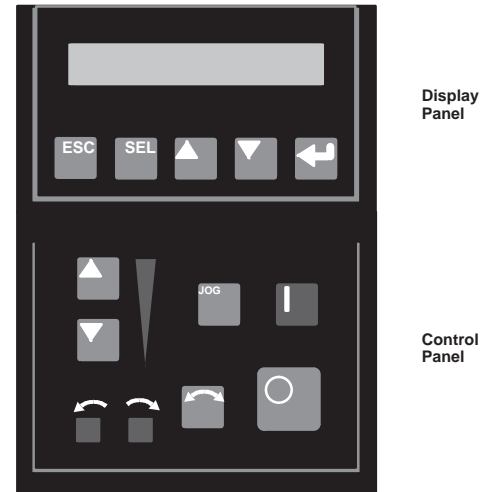 Display
Panel
ESC SEL
JOG
Control
Panel